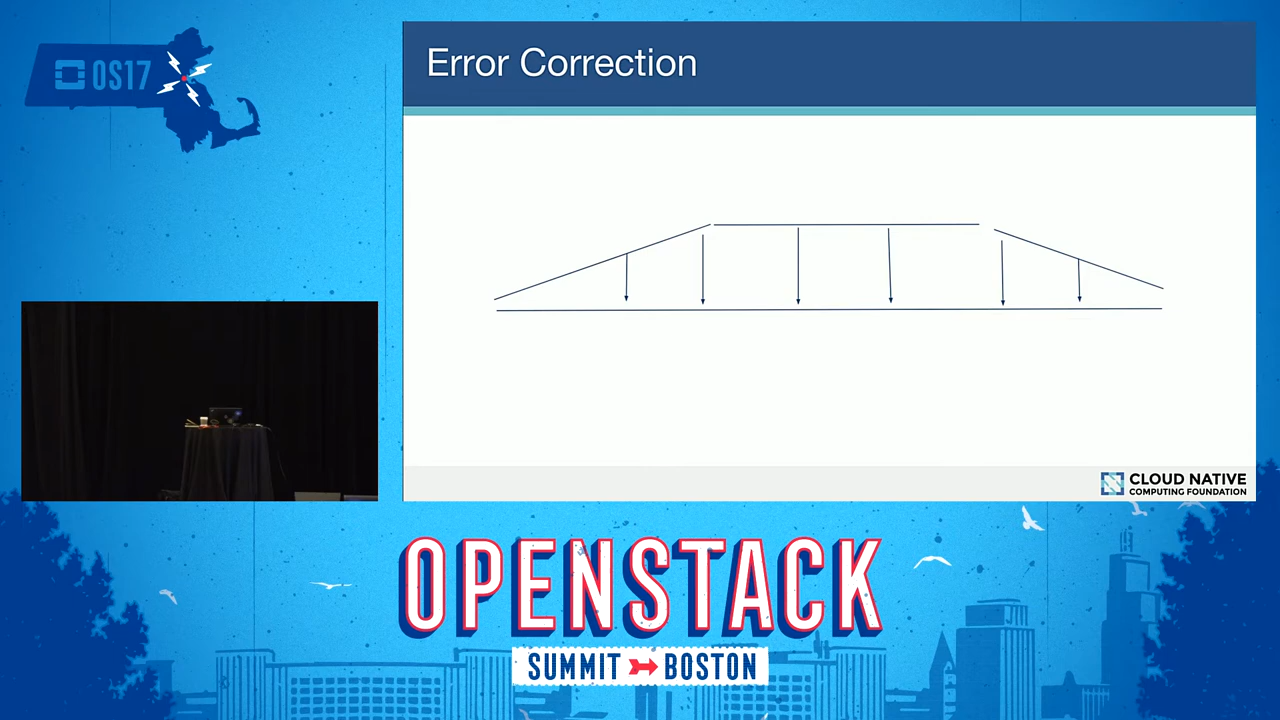 OS17
Error Correction
CLOUD NATIVE
COMPUTING FOUNDATION
OPENSTACK
SUMMIT BOSTON